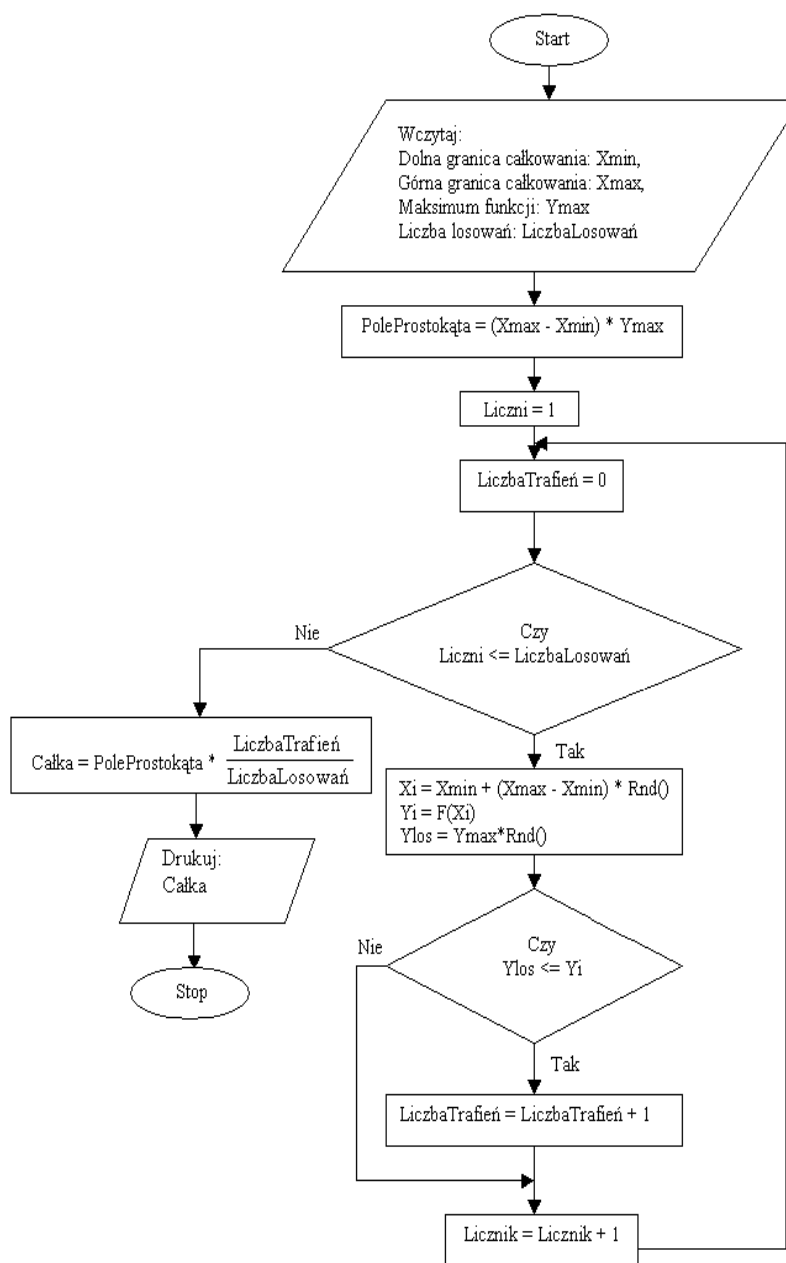 Start
Wczytaj:
Dolna granica całkowania: Xmin,
Górna granica całkowania: Xmax,
Maksimum funkcji: Ymax
Liczba losowań: LiczbaLosowań
PoleProstokąta = (Xmax - Xmin) * Ymax
Liczni = 1
LiczbaTrafień = 0
Czy
Liczni <= LiczbaLosowań
Nie
Tak
Całka = PoleProstokąta * LiczbaTrafień
LiczbaLosowań
Drukuj:
Całka
Stop
Xi = Xmin + (Xmax - Xmin) * Rnd()
Yi = F(Xi)
Ylos = Ymax*Rnd()
Czy
Ylos <= Yi
Nie
Tak
LiczbaTrafień = LiczbaTrafień + 1
Licznik = Licznik + 1